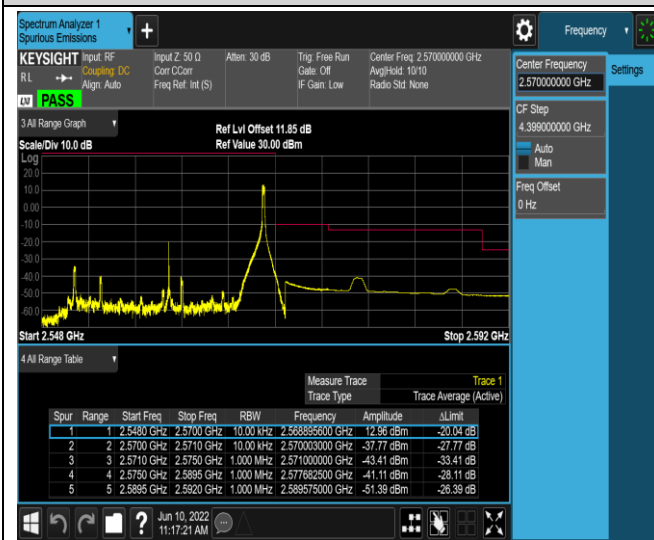 Spectrum Analyzer 1
Spurious Emissions
Frequency
KEYSIGHT Input: RF Input Z: 50 Ω Atten: 30 dB Trig: Free Run Center Freq: 2.570000000 GHz
R L Coupling: DC Corr CCorr Gate: Off Avg|Hold: 10/10
Align: Auto Freq Ref: Int (S) IF Gain: Low Radio Std: None
LXI PASS
3 All Range Graph
Ref Lvl Offset 11.85 dB
Scale/Div 10.0 dB Ref Value 30.00 dBm
Log
20.0
10.0
0.00
-10.0
-20.0
-30.0
-40.0
-50.0
-60.0
Start 2.548 GHz Stop 2.592 GHz
4 All Range Table
Measure Trace Trace 1
Trace Type Trace Average (Active)
Spur Range Start Freq Stop Freq RBW Frequency Amplitude ΔLimit
1 1 2.5480 GHz 2.5700 GHz 10.00 kHz 2.568895600 GHz 12.96 dBm -20.04 dB
2 2 2.5700 GHz 2.5710 GHz 10.00 kHz 2.570003000 GHz -37.77 dBm -27.77 dB
3 3 2.5710 GHz 2.5750 GHz 1.000 MHz 2.571000000 GHz -43.41 dBm -33.41 dB
4 4 2.5750 GHz 2.5895 GHz 1.000 MHz 2.577682500 GHz -41.11 dBm -28.11 dB
5 5 2.5895 GHz 2.5920 GHz 1.000 MHz 2.589575000 GHz -51.39 dBm -26.39 dB
Jun 10, 2022
11:17:21 AM
Center Frequency
2.570000000 GHz
Settings
CF Step
4.399000000 GHz
Auto
Man
Freq Offset
0 Hz